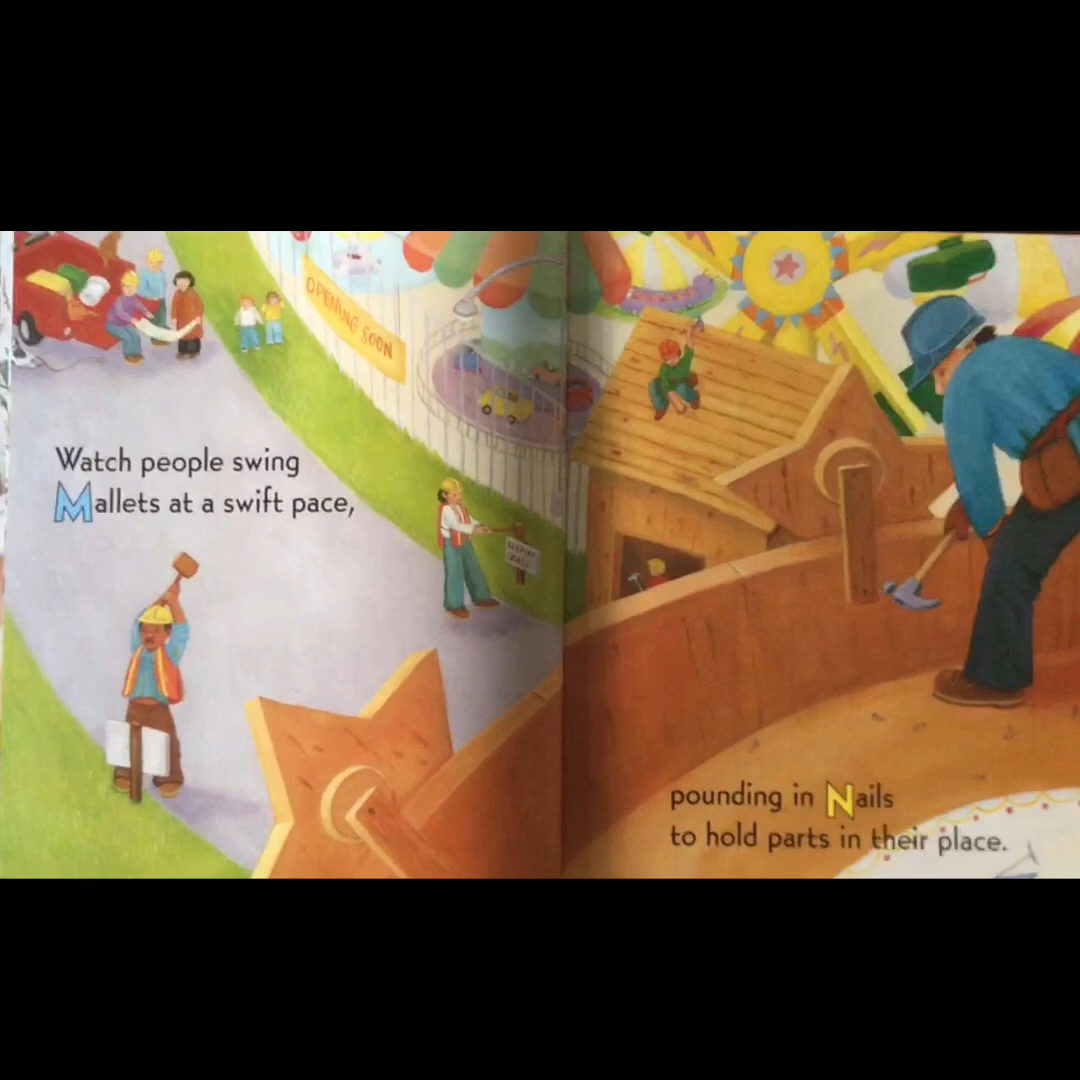 OPENING SOON
Watch people swing
Mallets at a swift pace,
pounding in Nails
to hold parts in their place.